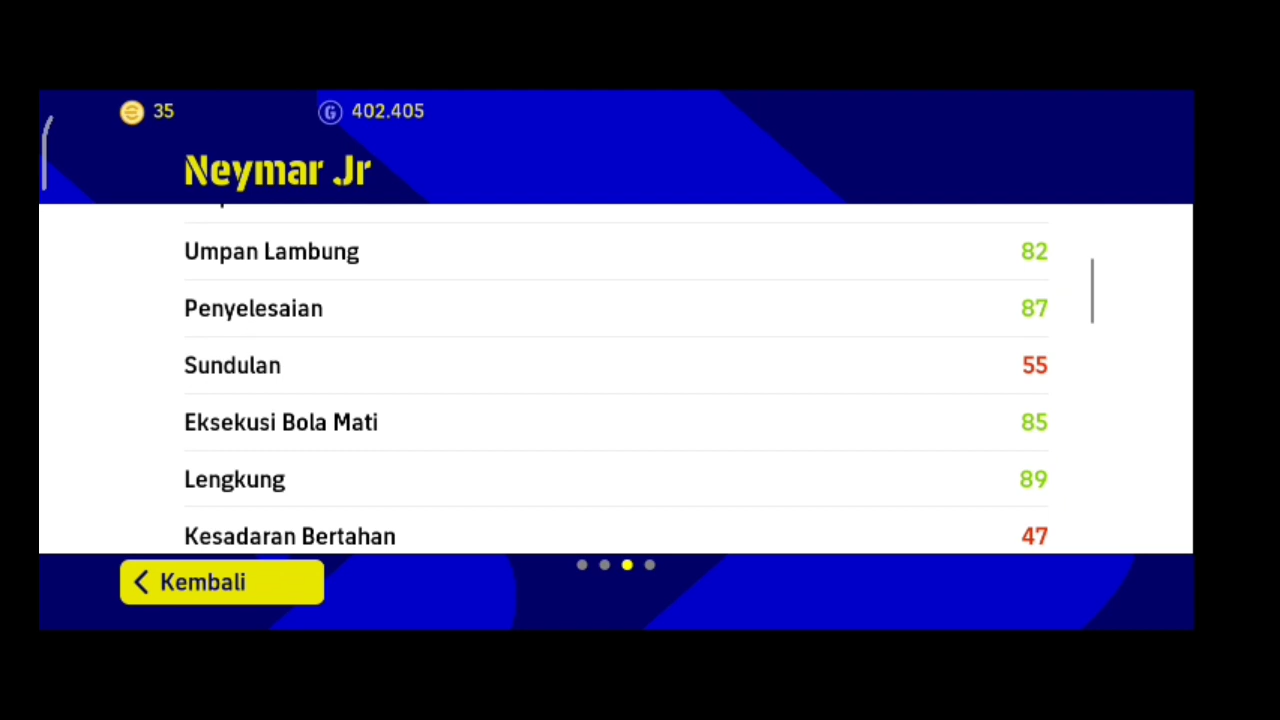 35
402.405
Neymar Jr
Umpan Lambung 82
Penyelesaian 87
Sundulan 55
Eksekusi Bola Mati 85
Lengkung 89
Kesadaran Bertahan 47
Kembali